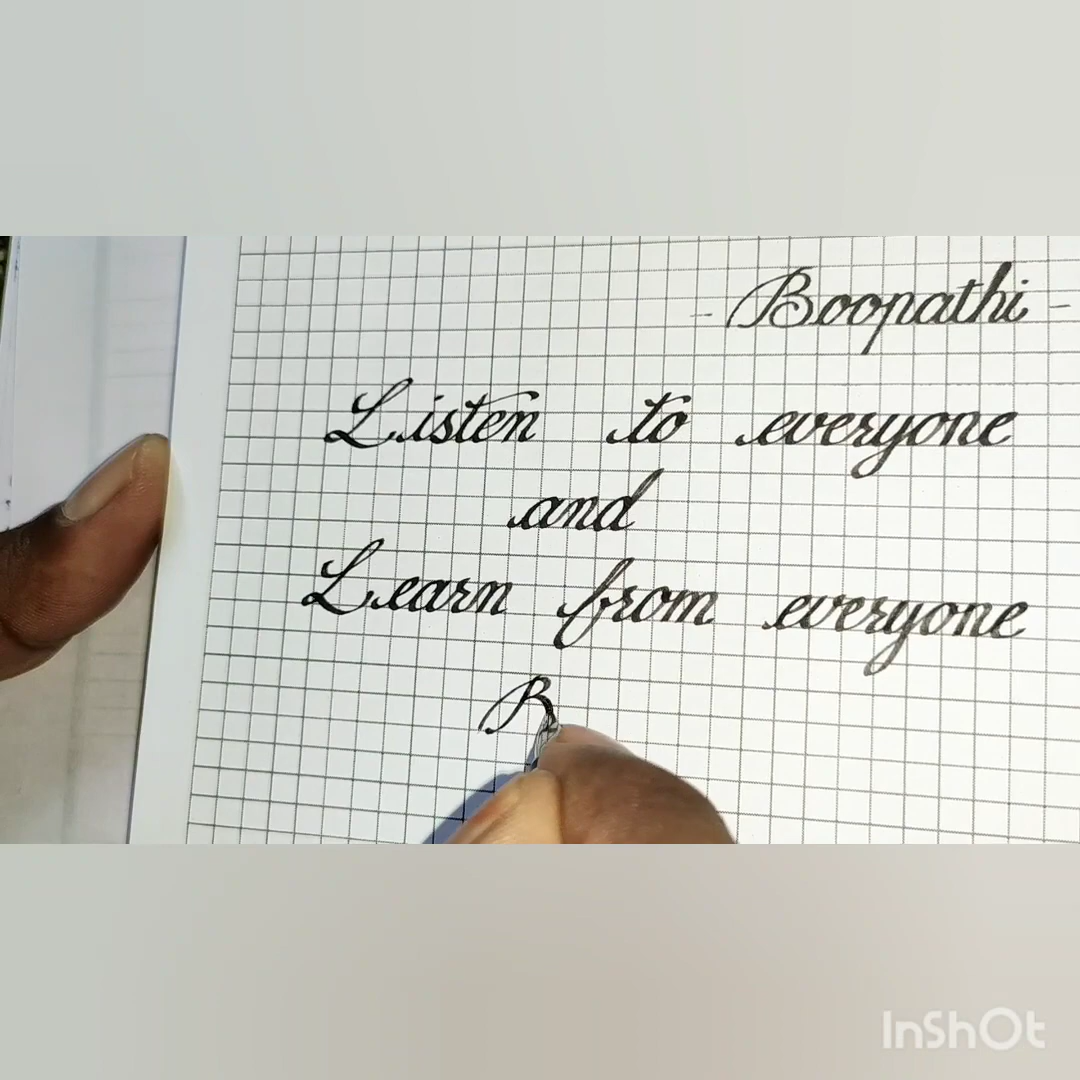 - Boopathi -
Listen to everyone
and
Learn from everyone
B
InShOt